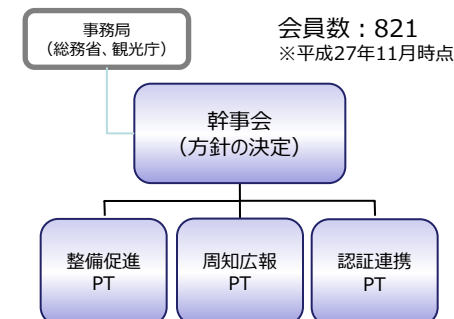 事務局
（総務省、観光庁）
会員数：821
※平成27年11月時点
幹事会
（方針の決定）
整備促進
PT
周知広報
PT
認証連携
PT